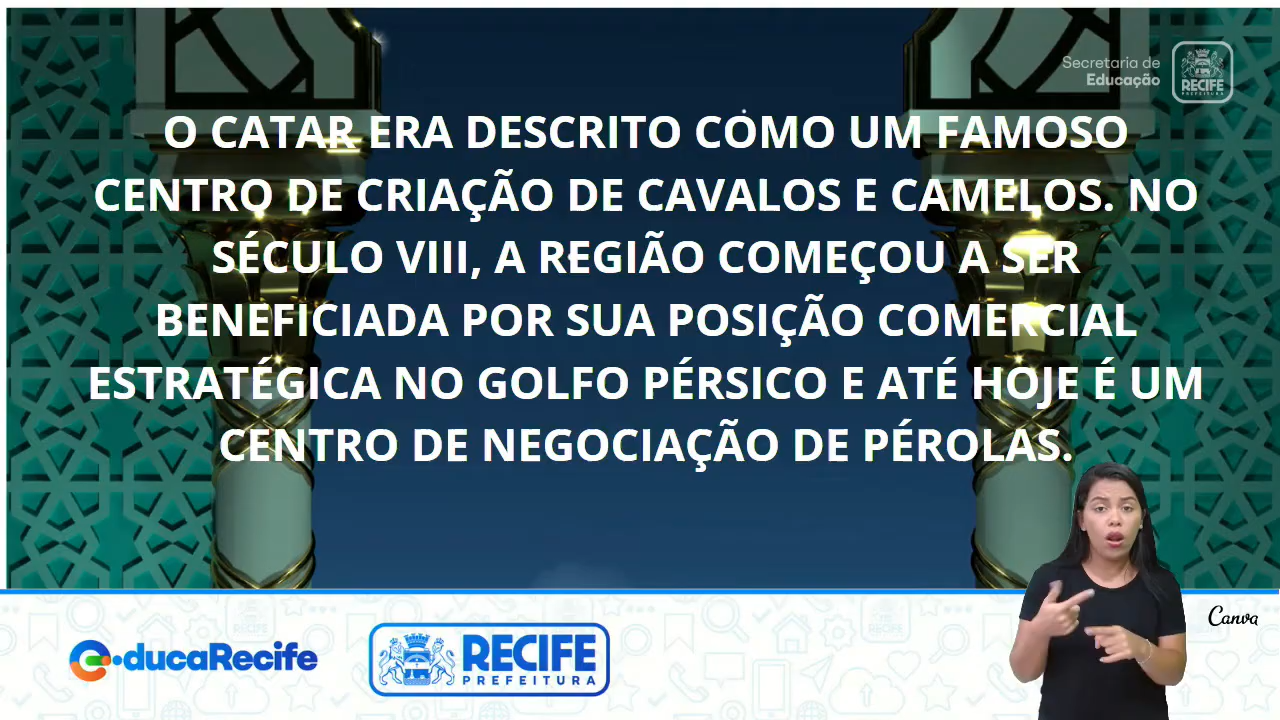 Secretaria de
Educação
RECIFE
PREFEITURA
O CATAR ERA DESCRITO COMO UM FAMOSO
CENTRO DE CRIAÇÃO DE CAVALOS E CAMELOS. NO
SÉCULO VIII, A REGIÃO COMEÇOU A SER
BENEFICIADA POR SUA POSIÇÃO COMERCIAL
ESTRATÉGICA NO GOLFO PÉRSICO E ATÉ HOJE É UM
CENTRO DE NEGOCIAÇÃO DE PÉROLAS.
Canva
educaRecife
RECIFE
PREFEITURA